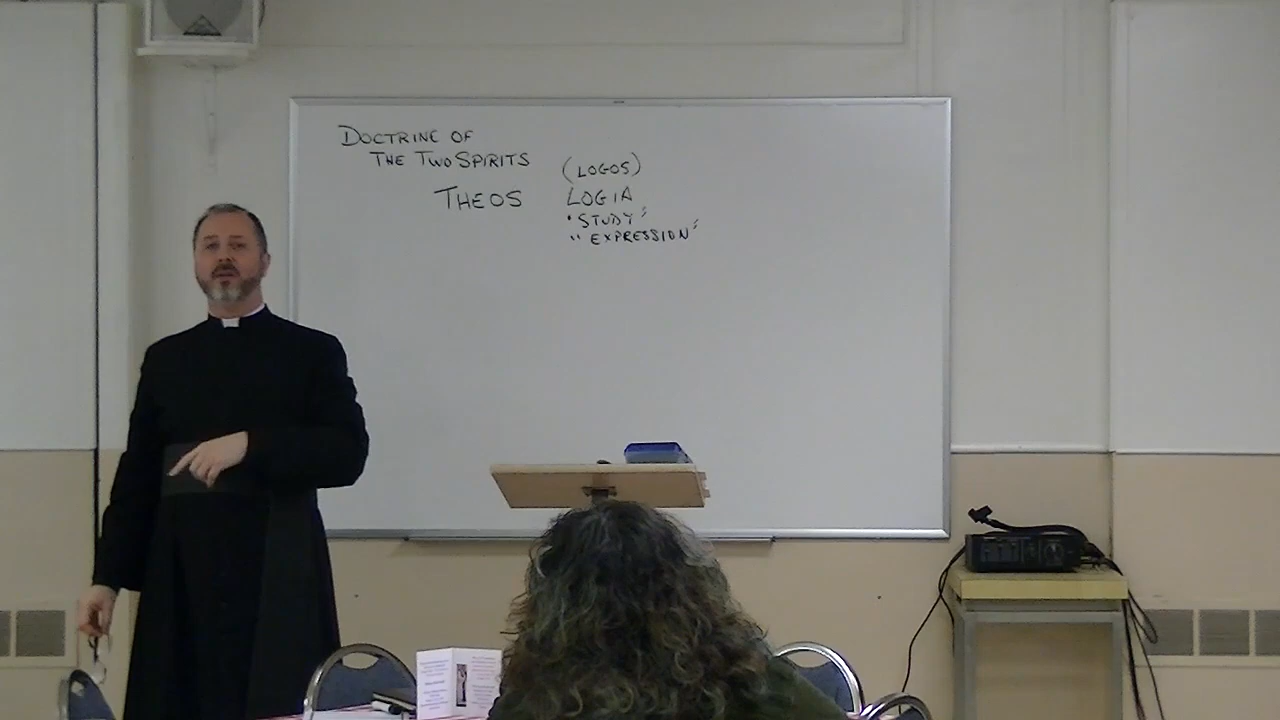 DOCTRINE OF
THE TWO SPIRITS
(LOGOS)
THEOS LOGIA
"STUDY"
"EXPRESSION"